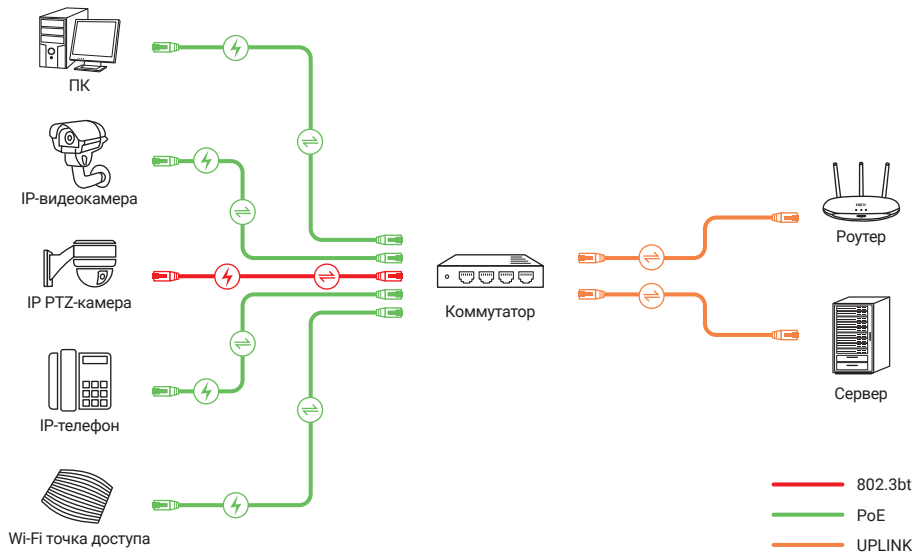 ПК
IP-видеокамера
IP PTZ-камера
IP-телефон
Wi-Fi точка доступа
Коммутатор
Роутер
Сервер
802.3bt
PoE
UPLINK